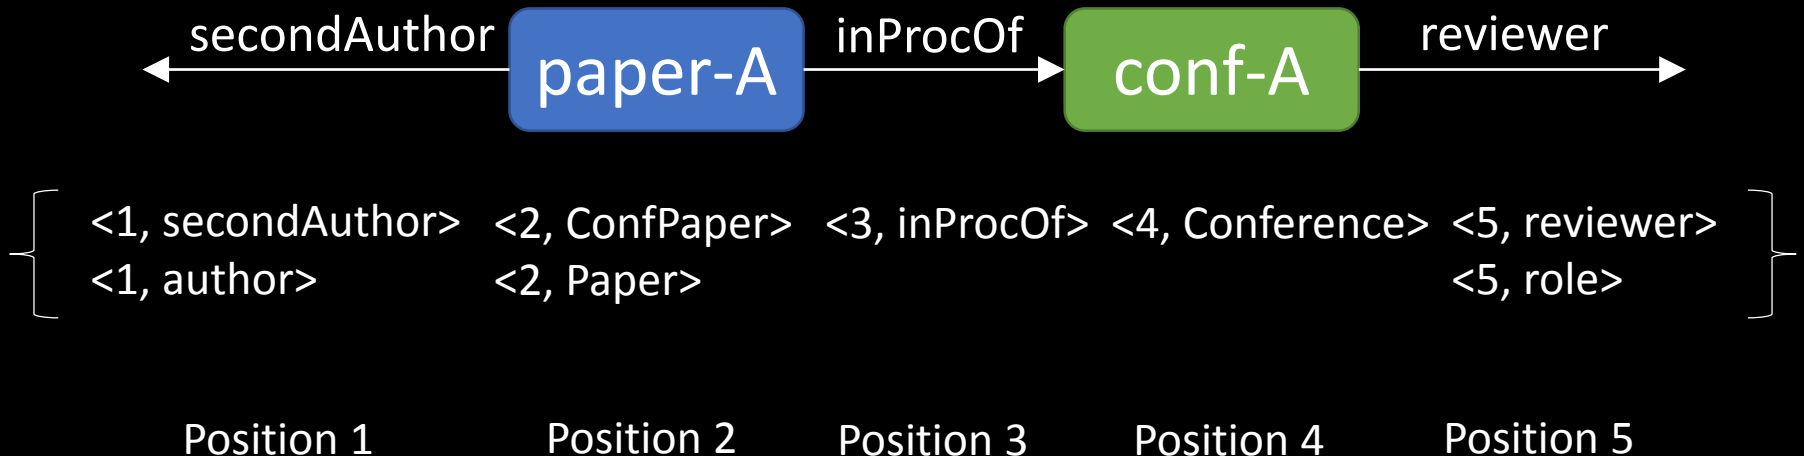 secondAuthor paper-A inProcOf conf-A reviewer
<1, secondAuthor> <2, ConfPaper> <3, inProcOf> <4, Conference> <5, reviewer>
<1, author> <2, Paper> <5, role>
Position 1 Position 2 Position 3 Position 4 Position 5